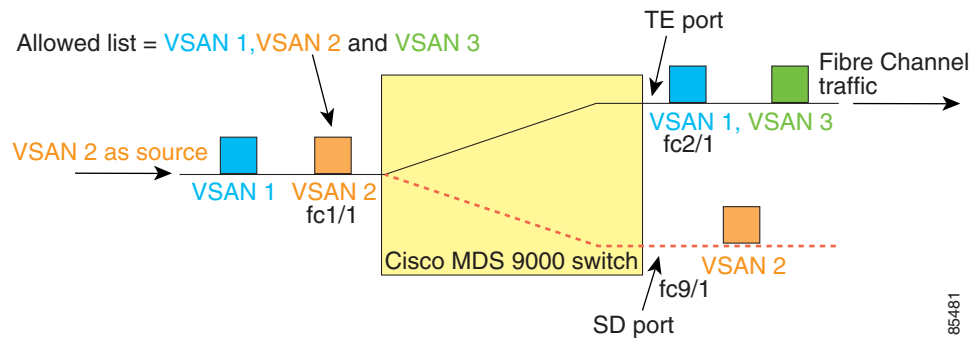 Allowed list = VSAN 1,VSAN 2 and VSAN 3
TE port
Fibre Channel
traffic
VSAN 1, VSAN 3
fc2/1
VSAN 2 as source
VSAN 1
VSAN 2
fc1/1
Cisco MDS 9000 switch
VSAN 2
fc9/1
SD port
85481